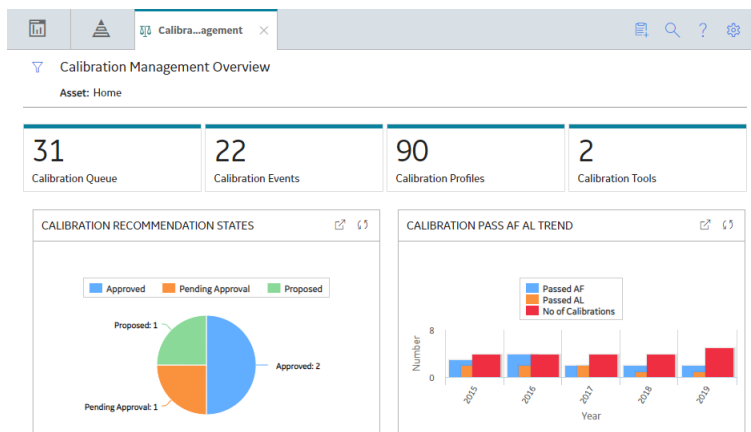 Calibra...agement
?
Calibration Management Overview
Asset: Home
31
22
90
2
Calibration Queue
Calibration Events
Calibration Profiles
Calibration Tools
CALIBRATION RECOMMENDATION STATES
Approved Pending Approval Proposed
Proposed: 1
Approved: 2
Pending Approval: 1
CALIBRATION PASS AF AL TREND
Passed AF
Passed AL
No of Calibrations
8
Number
0
2015 2016 2017 2018 2019
Year